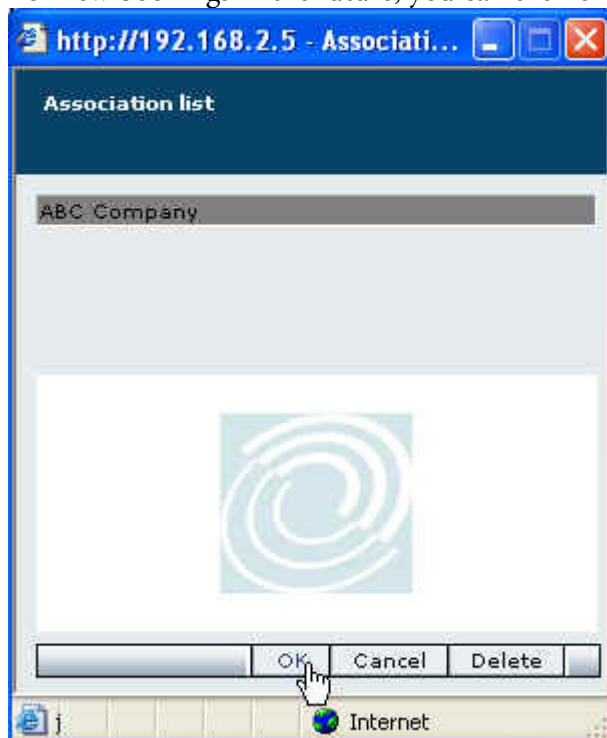 http://192.168.2.5 - Associati...
Association list
ABC Company
OK Cancel Delete
j Internet